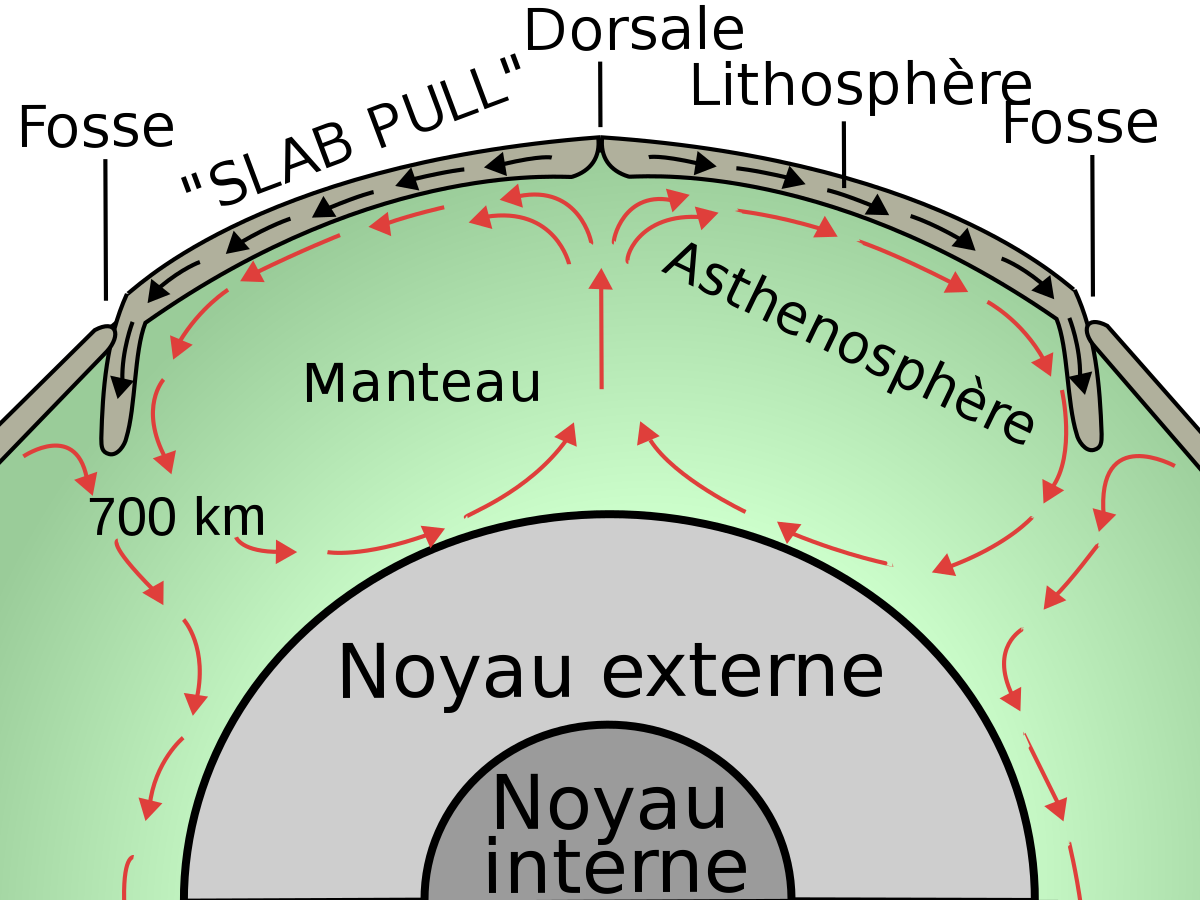 Dorsale
"SLAB PULL"
Lithosphère
Fosse
Fosse
Asthenosphère
Manteau
700 km
Noyau externe
Noyau
interne